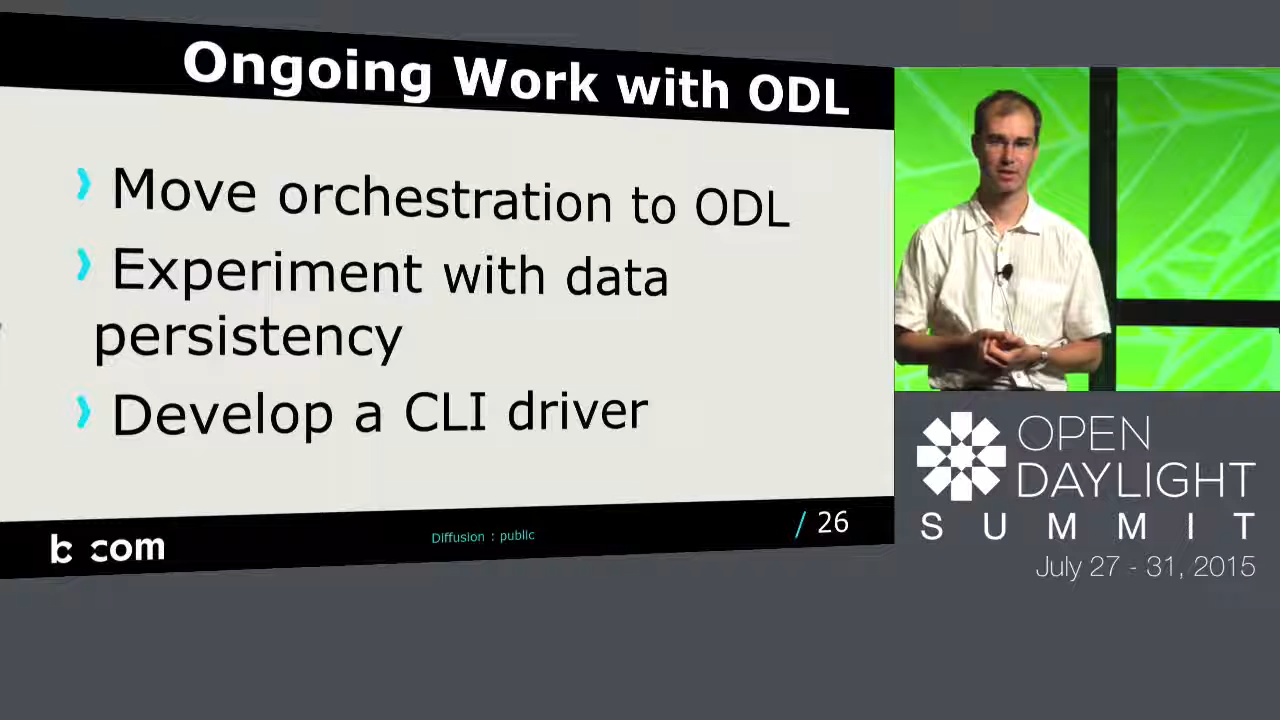 Ongoing Work with ODL
Move orchestration to ODL
Experiment with data
persistency
Develop a CLI driver
b com
Diffusion : public
/ 26
OPEN
DAYLIGHT
SUMMIT
July 27 - 31, 2015